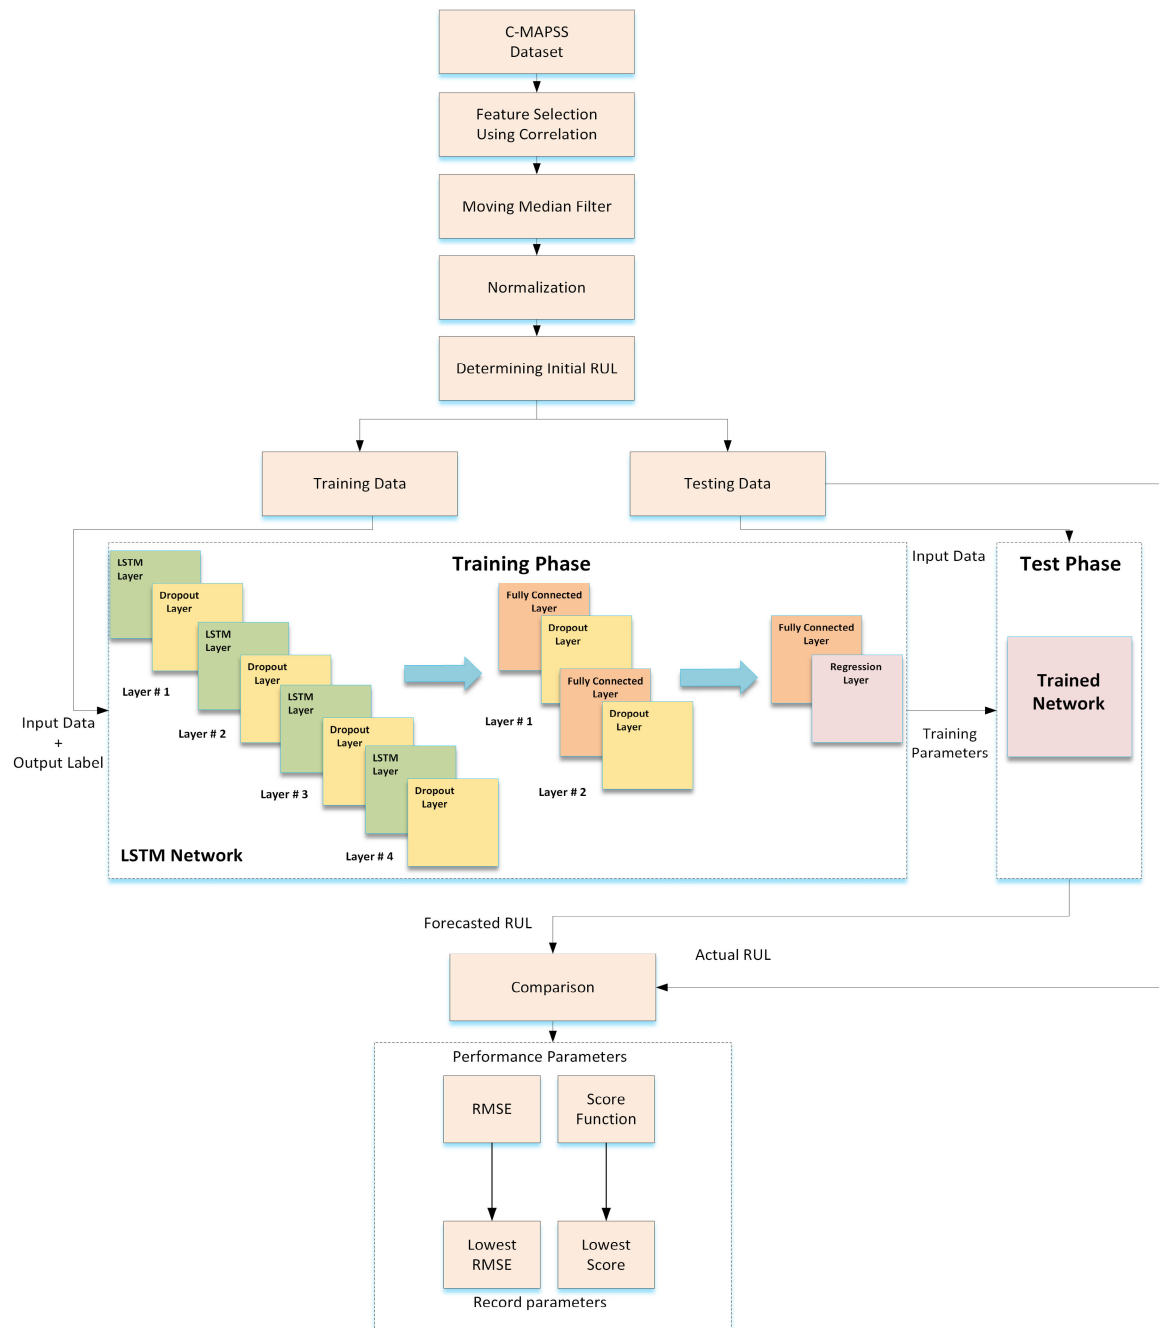 C-MAPSS
Dataset
Feature Selection
Using Correlation
Moving Median Filter
Normalization
Determining Initial RUL
Training Data
Testing Data
Training Phase
Input Data
Test Phase
LSTM
Layer
Dropout
Layer
Layer # 1
LSTM
Layer
Dropout
Layer
Layer # 2
LSTM
Layer
Dropout
Layer
Layer # 3
LSTM
Layer
Dropout
Layer
Layer # 4
Fully Connected
Layer
Dropout
Layer
Layer # 1
Fully Connected
Layer
Dropout
Layer
Layer # 2
Fully Connected
Layer
Regression
Layer
Trained
Network
Input Data
+
Output Label
Training
Parameters
LSTM Network
Forecasted RUL
Actual RUL
Comparison
Performance Parameters
RMSE
Score
Function
Lowest
RMSE
Lowest
Score
Record parameters